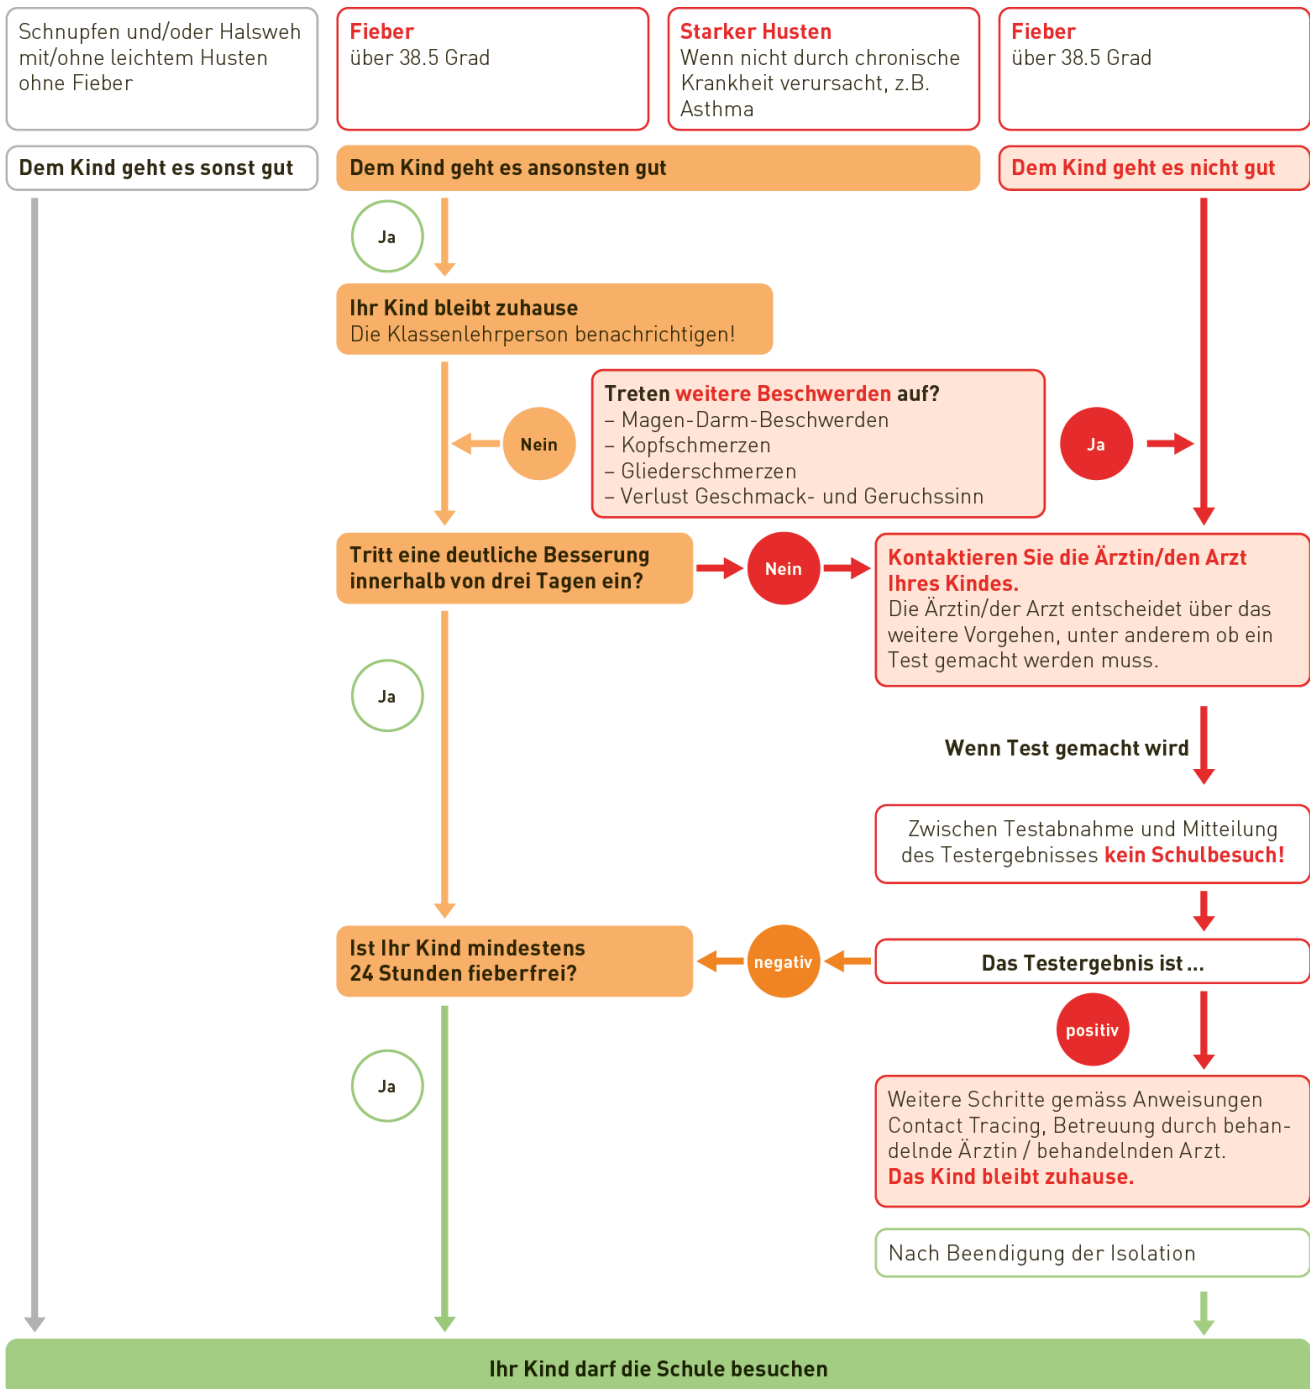 Schnupfen und/oder Halsweh
mit/ohne leichtem Husten
ohne Fieber
Fieber
über 38.5 Grad
Starker Husten
Wenn nicht durch chronische
Krankheit verursacht, z.B.
Asthma
Fieber
über 38.5 Grad
Dem Kind geht es sonst gut
Dem Kind geht es ansonsten gut
Dem Kind geht es nicht gut
Ja
Ihr Kind bleibt zuhause
Die Klassenlehrperson benachrichtigen!
Treten weitere Beschwerden auf?
– Magen-Darm-Beschwerden
– Kopfschmerzen
– Gliederschmerzen
– Verlust Geschmack- und Geruchssinn
Nein
Ja
Tritt eine deutliche Besserung
innerhalb von drei Tagen ein?
Nein
Kontaktieren Sie die Ärztin/den Arzt
Ihres Kindes.
Die Ärztin/der Arzt entscheidet über das
weitere Vorgehen, unter anderem ob ein
Test gemacht werden muss.
Ja
Wenn Test gemacht wird
Zwischen Testabnahme und Mitteilung
des Testergebnisses kein Schulbesuch!
Ist Ihr Kind mindestens
24 Stunden fieberfrei?
negativ
Das Testergebnis ist ...
positiv
Ja
Weitere Schritte gemäss Anweisungen
Contact Tracing, Betreuung durch behan-
delnde Ärztin / behandelnden Arzt.
Das Kind bleibt zuhause.
Nach Beendigung der Isolation
Ihr Kind darf die Schule besuchen